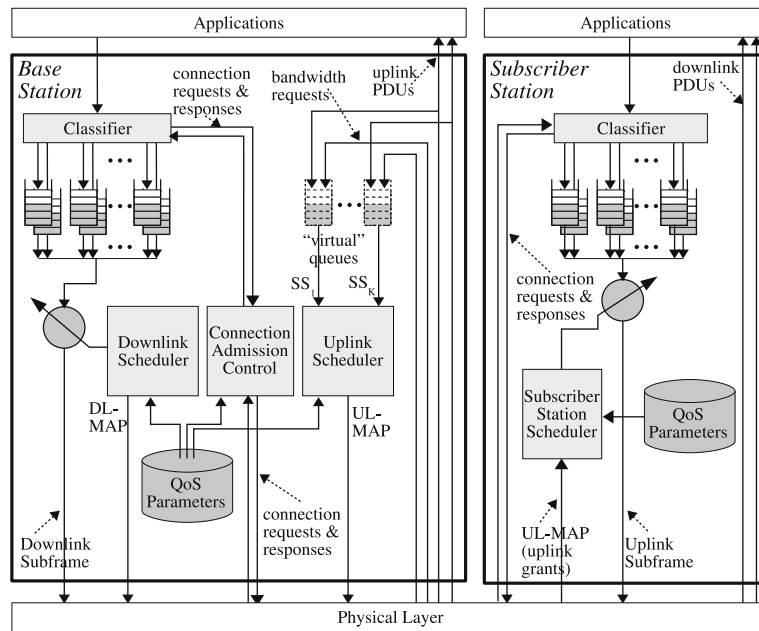 Applications
Applications
Base
Station
connection
requests &
responses
bandwidth
requests
uplink
PDUs
Subscriber
Station
downlink
PDUs
Classifier
Classifier
"virtual"
queues
SS1
SSK
connection
requests &
responses
Downlink
Scheduler
Connection
Admission
Control
Uplink
Scheduler
Subscriber
Station
Scheduler
QoS
Parameters
DL-
MAP
UL-
MAP
QoS
Parameters
connection
requests &
responses
Downlink
Subframe
UL-MAP
(uplink
grants)
Uplink
Subframe
Physical Layer